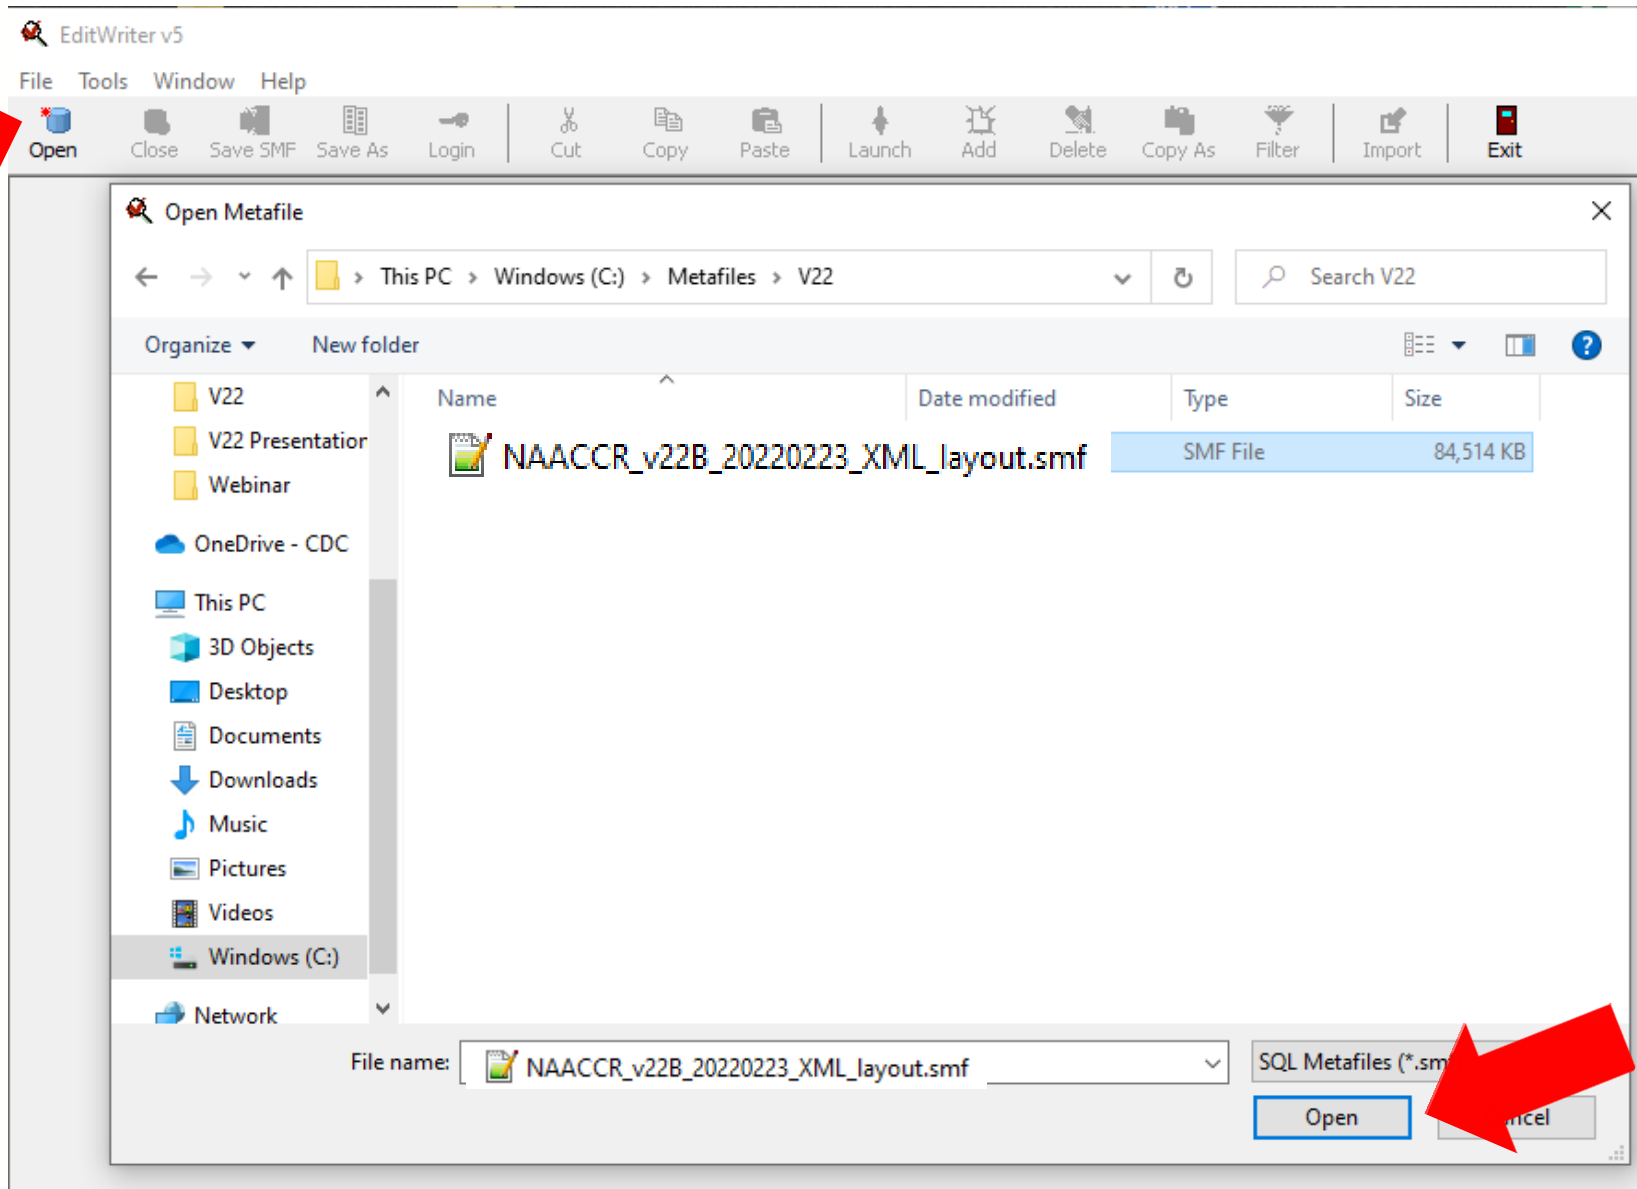 EditWriter v5
File Tools Window Help
Open Close Save SMF Save As Login Cut Copy Paste Launch Add Delete Copy As Filter Import Exit
Open Metafile
This PC Windows (C:) Metafiles V22 Search V22
Organize New folder
Name Date modified Type Size
NAACCR_v22B_20220223_XML_layout.smf SMF File 84,514 KB
V22
V22 Presentation
Webinar
OneDrive - CDC
This PC
3D Objects
Desktop
Documents
Downloads
Music
Pictures
Videos
Windows (C:)
Network
File name: NAACCR_v22B_20220223_XML_layout.smf SQL Metafiles (*.sm
Open